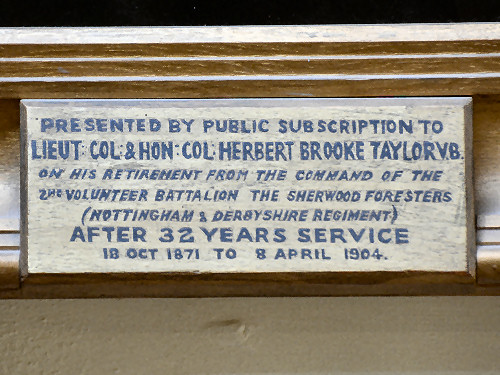 PRESENTED BY PUBLIC SUBSCRIPTION TO
LIEUT: COL: & HON: COL: HERBERT BROOKE TAYLOR V.B.
ON HIS RETIREMENT FROM THE COMMAND OF THE
2ND VOLUNTEER BATTALION THE SHERWOOD FORESTERS
(NOTTINGHAM & DERBYSHIRE REGIMENT)
AFTER 32 YEARS SERVICE
18 OCT 1871 TO 8 APRIL 1904.